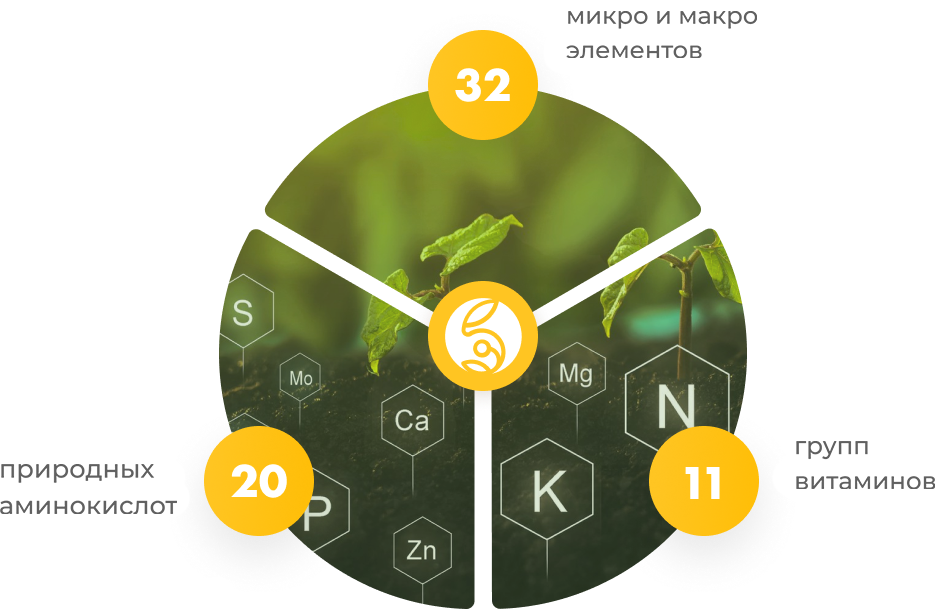 микро и макро
элементов
32
S
Mo
Ca
Mg
N
природных
аминокислот
20
P
Zn
K
11
групп
витаминов